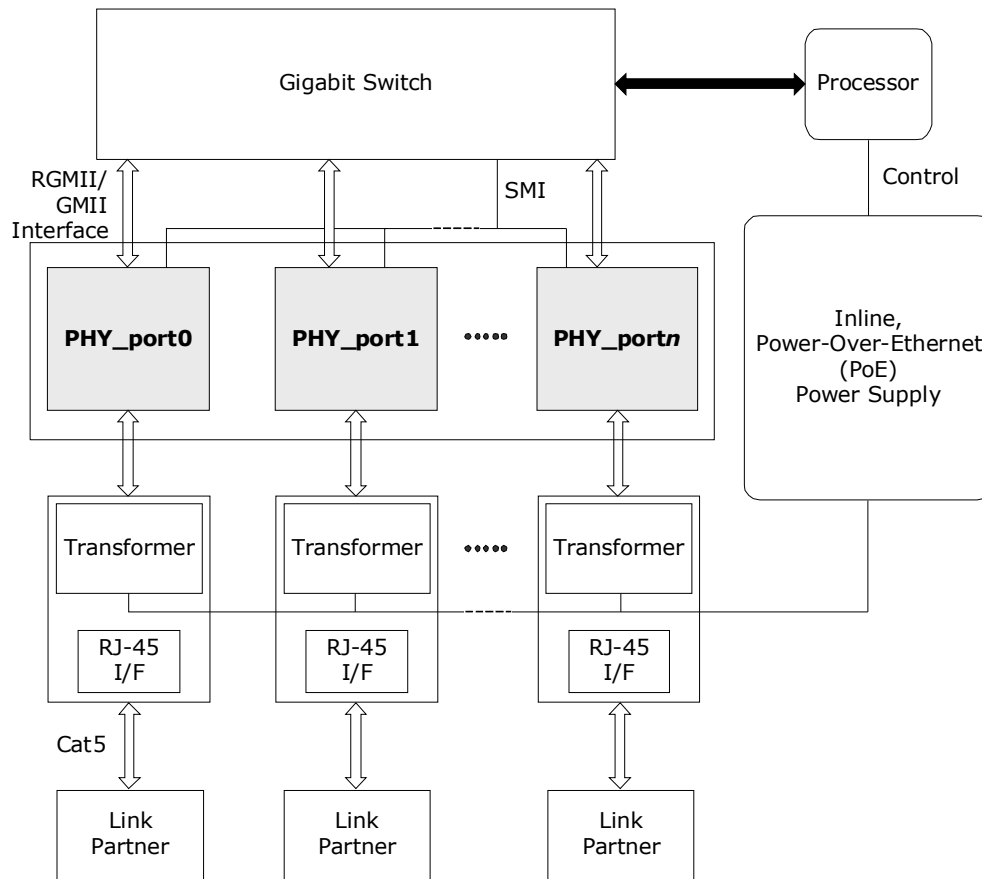 Gigabit Switch
Processor
RGMII/
GMII
Interface
SMI
Control
PHY_port0
PHY_port1
PHY_portn
Inline,
Power-Over-Ethernet
(PoE)
Power Supply
Transformer
Transformer
Transformer
RJ-45
I/F
RJ-45
I/F
RJ-45
I/F
Cat5
Link
Partner
Link
Partner
Link
Partner